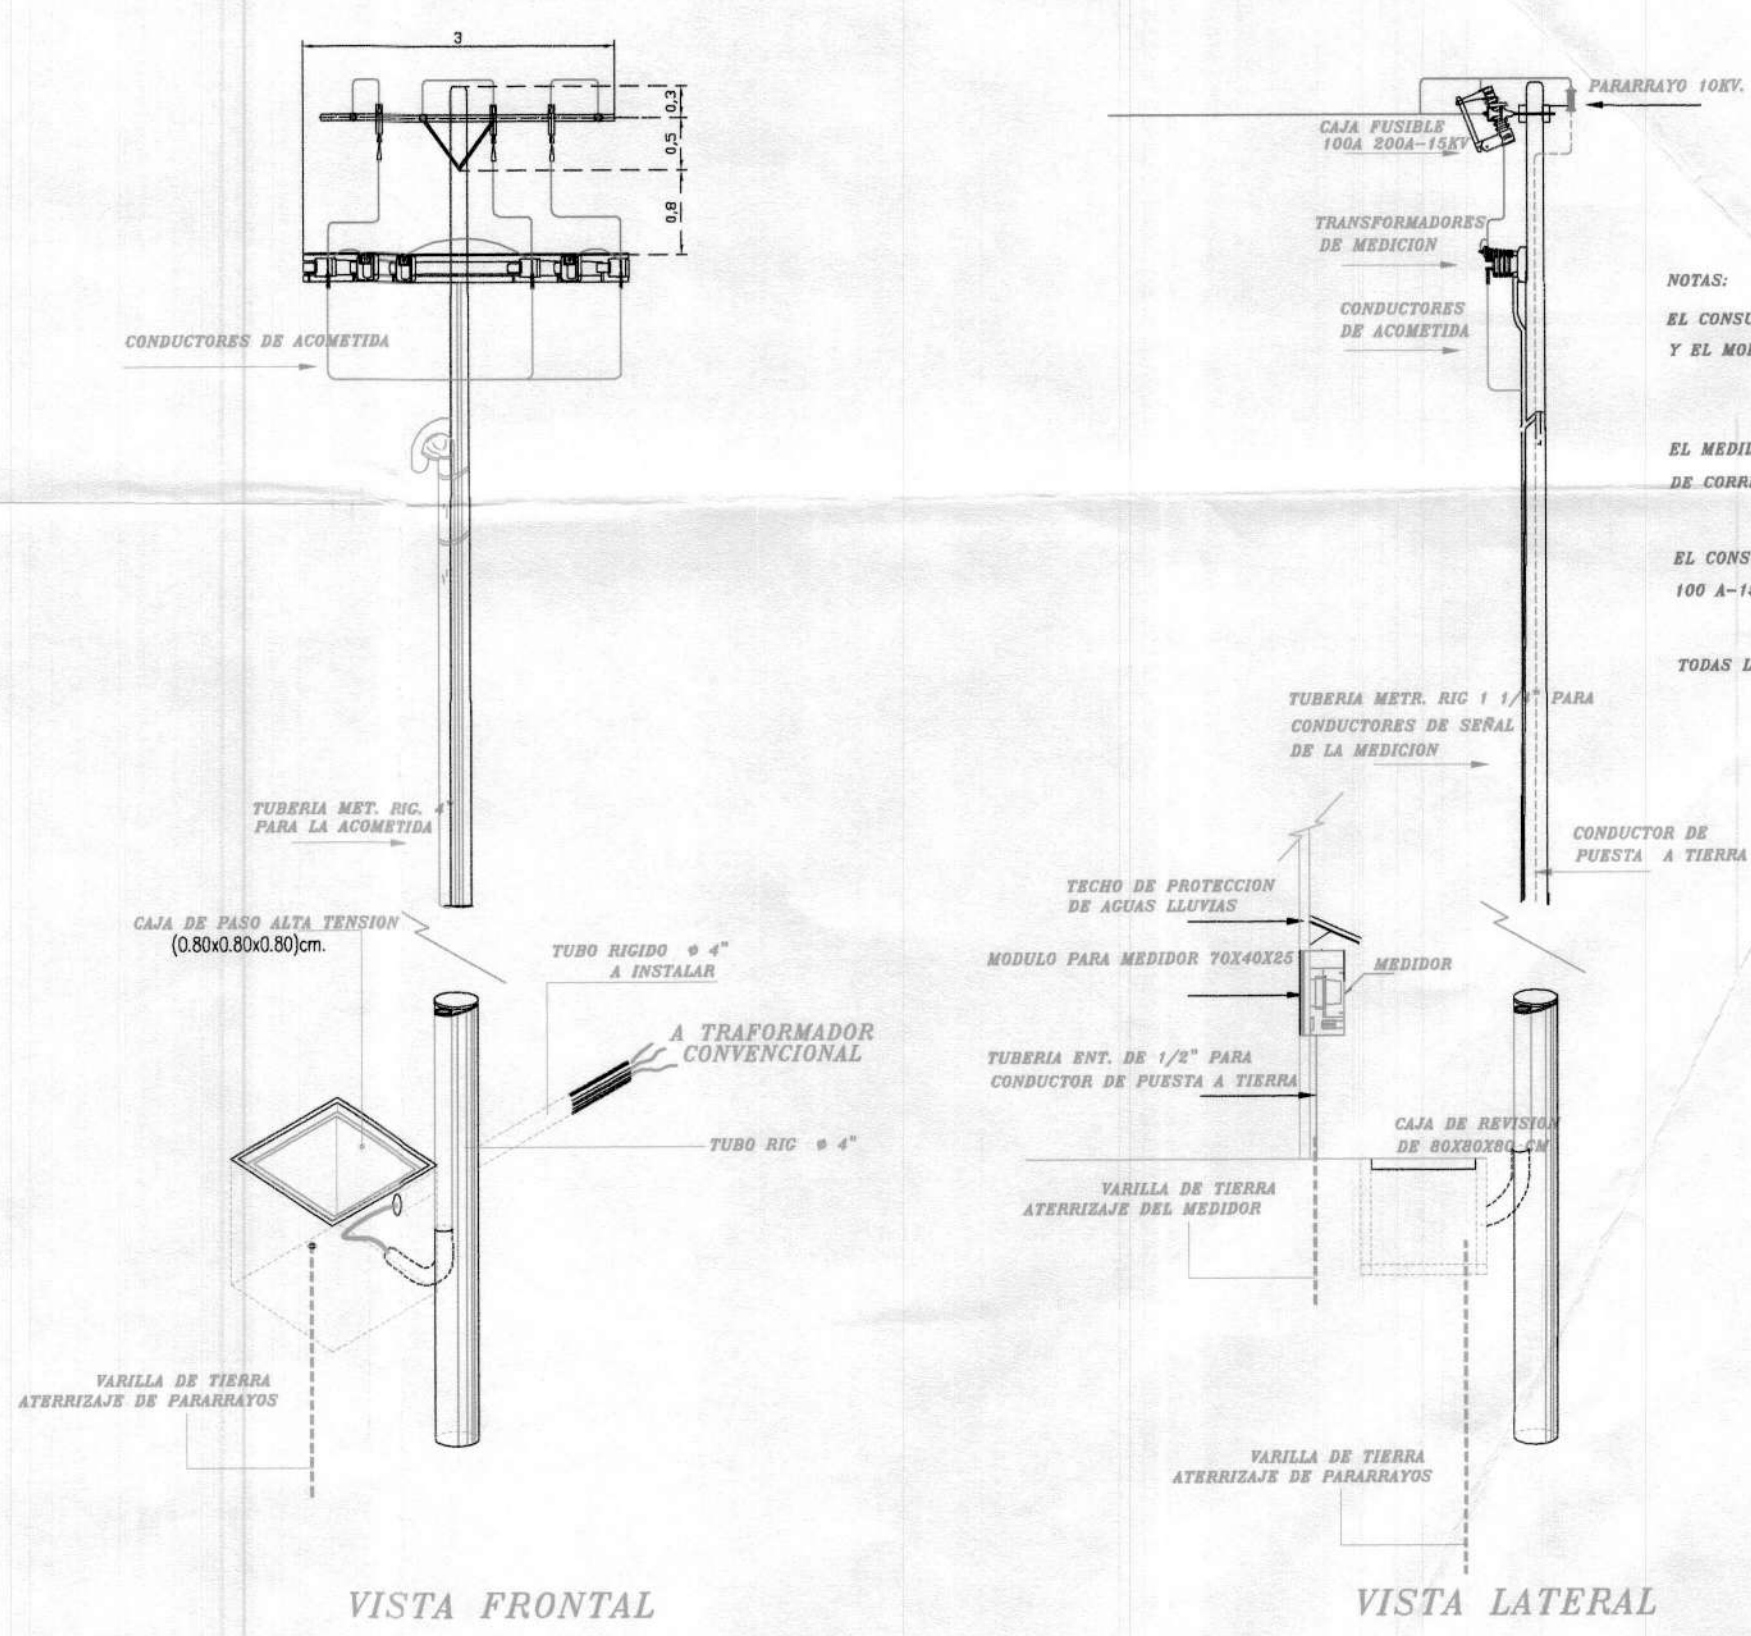 3
0,3
0,5
0,8
CONDUCTORES DE ACOMETIDA
TUBERIA MET. RIG. 4"
PARA LA ACOMETIDA
CAJA DE PASO ALTA TENSION
(0.80x0.80x0.80)cm.
TUBO RIGIDO ø 4"
A INSTALAR
A TRAFORMADOR
CONVENCIONAL
TUBO RIG ø 4"
VARILLA DE TIERRA
ATERRIZAJE DE PARARRAYOS
VISTA FRONTAL
PARARRAYO 10KV.
CAJA FUSIBLE
100A 200A-15KV
TRANSFORMADORES
DE MEDICION
CONDUCTORES
DE ACOMETIDA
TUBERIA METR. RIG 1 1/4" PARA
CONDUCTORES DE SEÑAL
DE LA MEDICION
CONDUCTOR DE
PUESTA A TIERRA
TECHO DE PROTECCION
DE AGUAS LLUVIAS
MODULO PARA MEDIDOR 70X40X25
MEDIDOR
TUBERIA ENT. DE 1/2" PARA
CONDUCTOR DE PUESTA A TIERRA
CAJA DE REVISION
DE 80X80X80 CM
VARILLA DE TIERRA
ATERRIZAJE DEL MEDIDOR
VARILLA DE TIERRA
ATERRIZAJE DE PARARRAYOS
VISTA LATERAL
NOTAS:
EL CONSU
Y EL MO
EL MEDID
DE CORRI
EL CONS
100 A-15
TODAS L